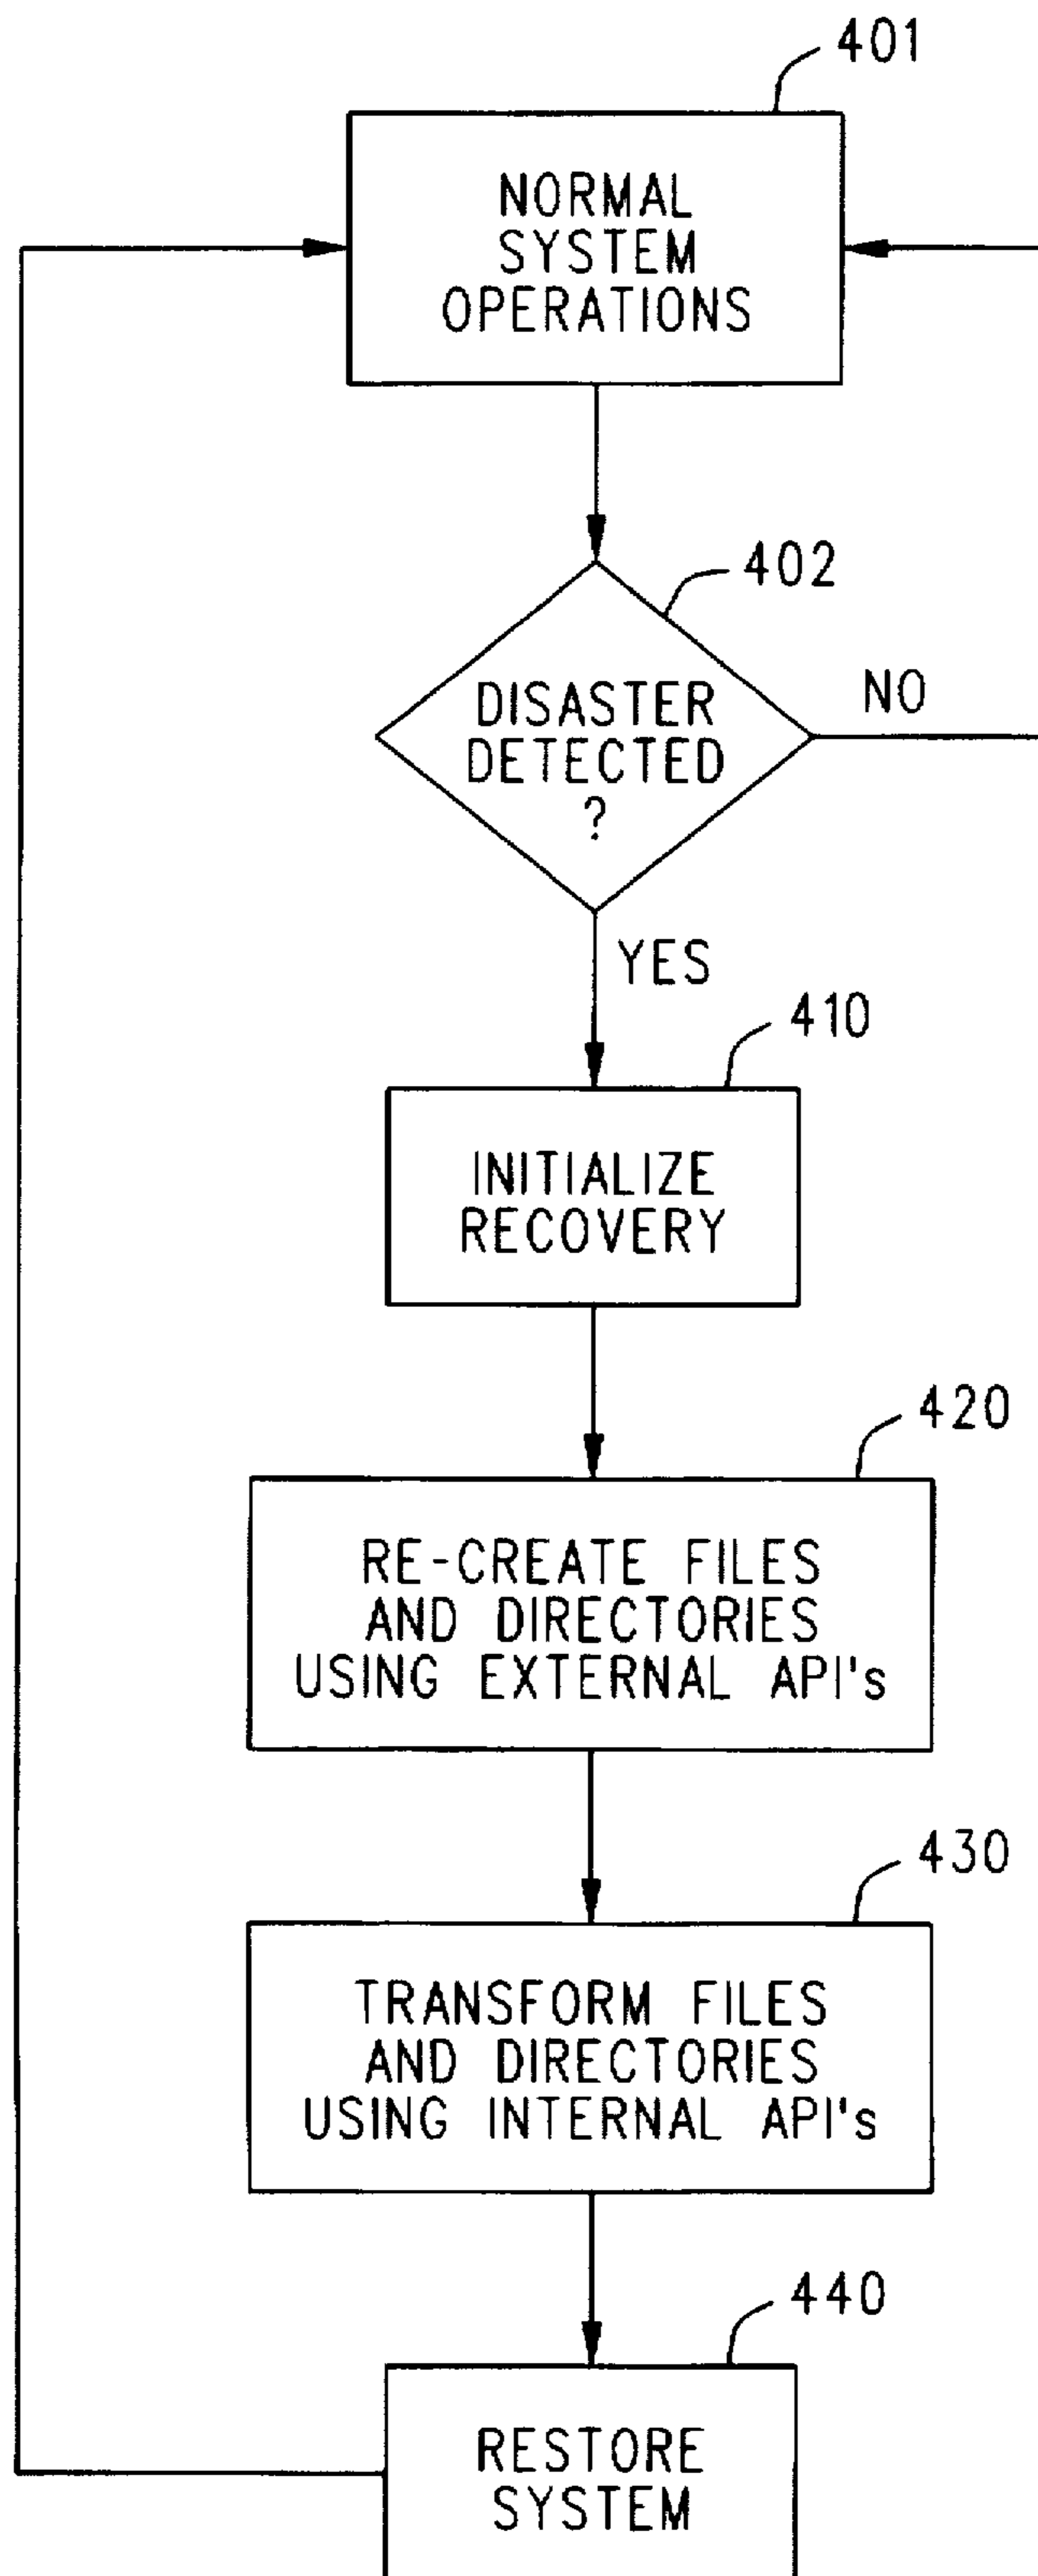 401
NORMAL
SYSTEM
OPERATIONS
402
DISASTER
DETECTED
?
NO
YES
410
INITIALIZE
RECOVERY
420
RE-CREATE FILES
AND DIRECTORIES
USING EXTERNAL API's
430
TRANSFORM FILES
AND DIRECTORIES
USING INTERNAL API's
440
RESTORE
SYSTEM